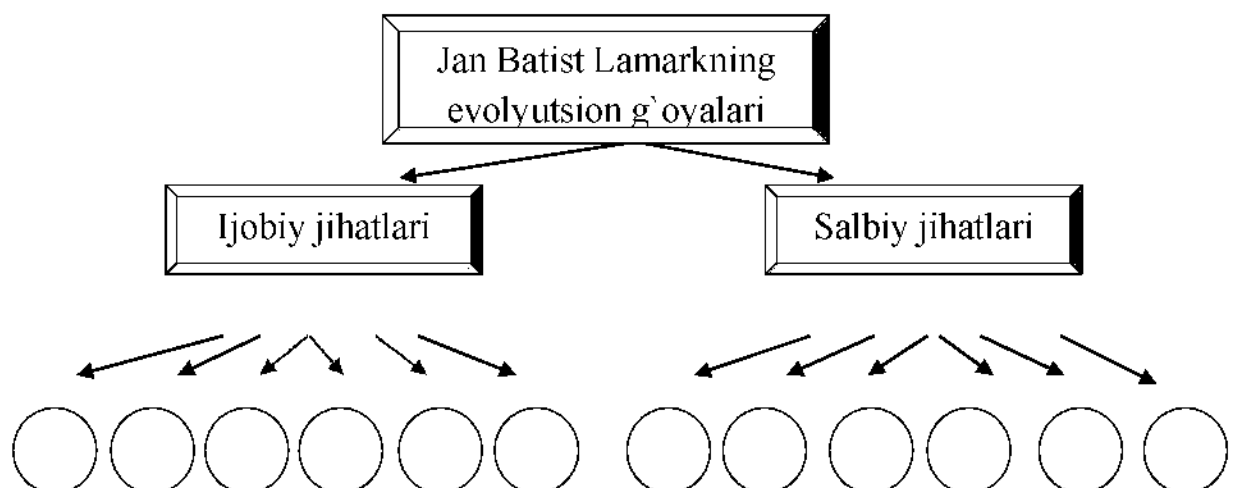 Jan Batist Lamarkning
evolyutsion g`oyalari
Ijobiy jihatlari
Salbiy jihatlari